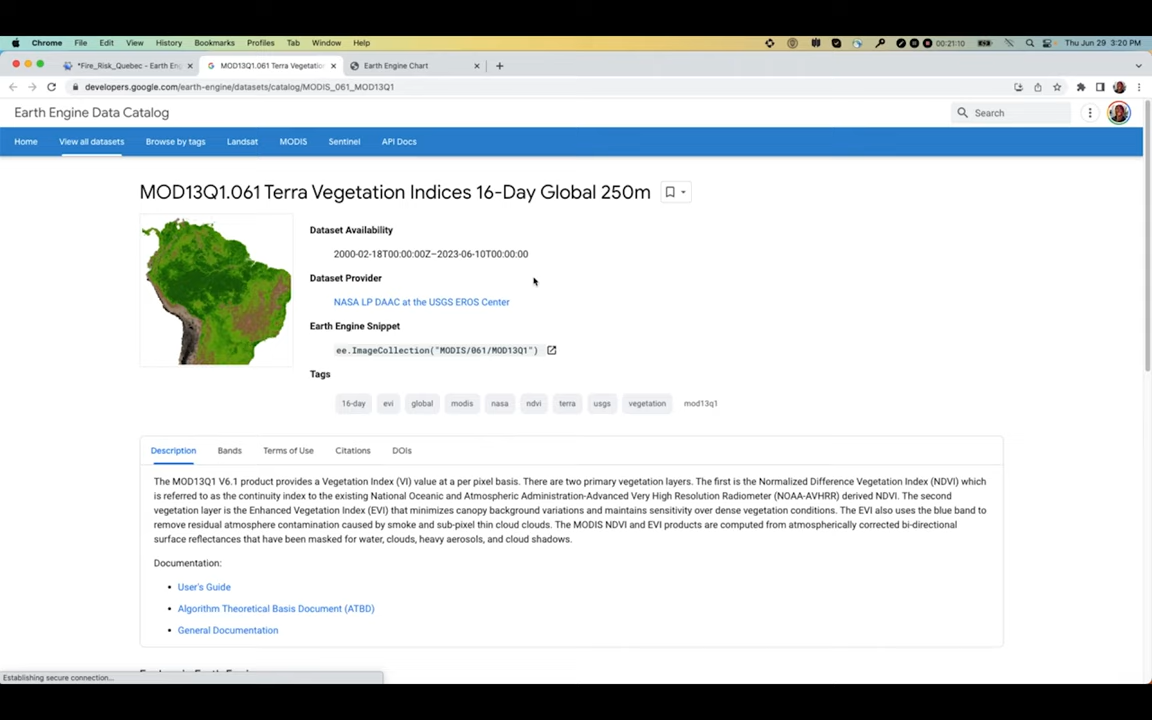 Chrome File Edit View History Bookmarks Profiles Tab Window Help 00:21:10 Thu Jun 29 3:20 PM
*Fire_Risk_Quebec - Earth En MOD13Q1.061 Terra Vegetatio Earth Engine Chart
developers.google.com/earth-engine/datasets/catalog/MODIS_061_MOD13Q1
Earth Engine Data Catalog Search
Home View all datasets Browse by tags Landsat MODIS Sentinel API Docs
MOD13Q1.061 Terra Vegetation Indices 16-Day Global 250m
Dataset Availability
2000-02-18T00:00:00Z–2023-06-10T00:00:00
Dataset Provider
NASA LP DAAC at the USGS EROS Center
Earth Engine Snippet
ee.ImageCollection("MODIS/061/MOD13Q1")
Tags
16-day evi global modis nasa ndvi terra usgs vegetation mod13q1
Description Bands Terms of Use Citations DOIs
The MOD13Q1 V6.1 product provides a Vegetation Index (VI) value at a per pixel basis. There are two primary vegetation layers. The first is the Normalized Difference Vegetation Index (NDVI) which
is referred to as the continuity index to the existing National Oceanic and Atmospheric Administration-Advanced Very High Resolution Radiometer (NOAA-AVHRR) derived NDVI. The second
vegetation layer is the Enhanced Vegetation Index (EVI) that minimizes canopy background variations and maintains sensitivity over dense vegetation conditions. The EVI also uses the blue band to
remove residual atmosphere contamination caused by smoke and sub-pixel thin cloud clouds. The MODIS NDVI and EVI products are computed from atmospherically corrected bi-directional
surface reflectances that have been masked for water, clouds, heavy aerosols, and cloud shadows.
Documentation:
• User's Guide
• Algorithm Theoretical Basis Document (ATBD)
• General Documentation
Establishing secure connection...